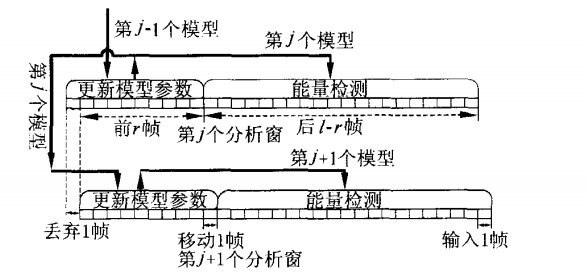 第j-1个模型
第j个模型
更新模型参数 能量检测
前r帧 第j个分析窗 后l-r帧
第j个模型
第j+1个模型
更新模型参数 能量检测
丢弃1帧 移动1帧 输入1帧
第j+1个分析窗